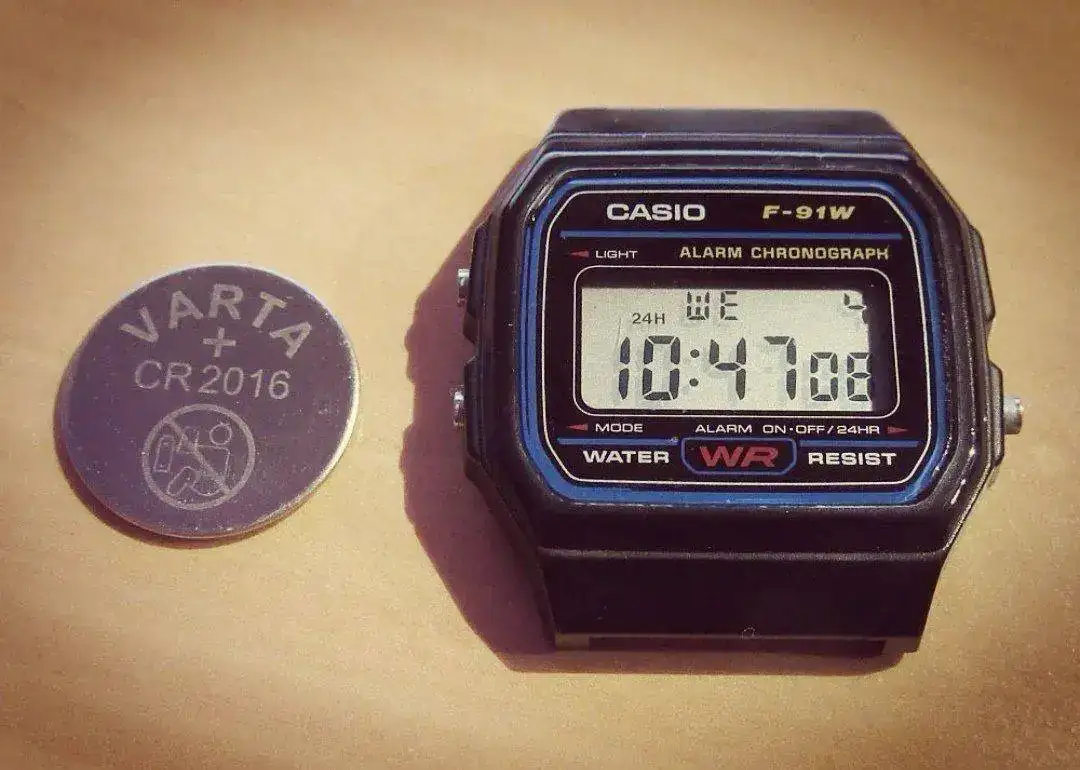 VARTA
+
CR2016
CASIO F-91W
LIGHT ALARM CHRONOGRAPH
WE 4
24H
10:47 08
MODE ALARM ON·OFF/24HR
WATER WR RESIST